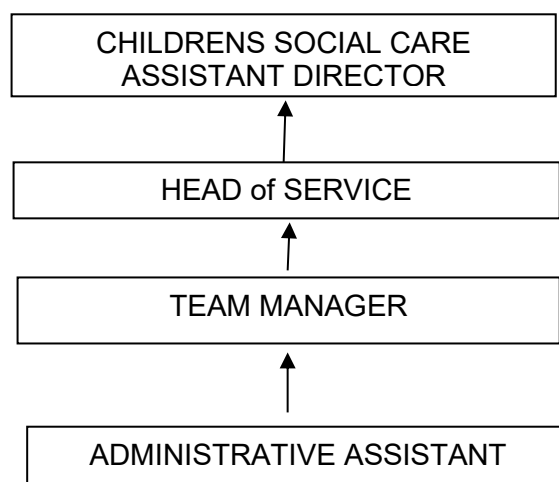 CHILDRENS SOCIAL CARE
ASSISTANT DIRECTOR
HEAD of SERVICE
TEAM MANAGER
ADMINISTRATIVE ASSISTANT